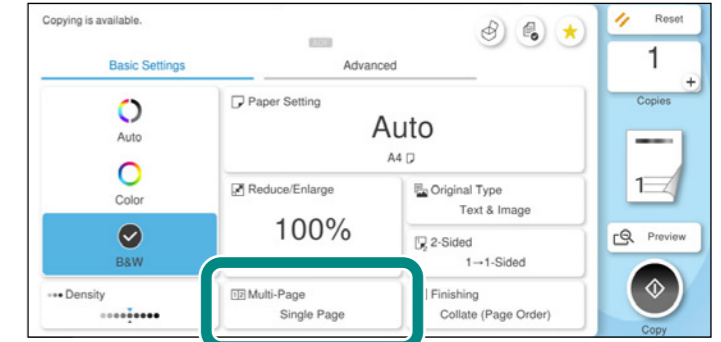 Copying is available.
Reset
Basic Settings
Advanced
1
Copies
Auto
Color
B&W
Paper Setting
Auto
A4
Reduce/Enlarge
100%
Original Type
Text & Image
2-Sided
1→1-Sided
1
Preview
Density
Multi-Page
Single Page
Finishing
Collate (Page Order)
Copy